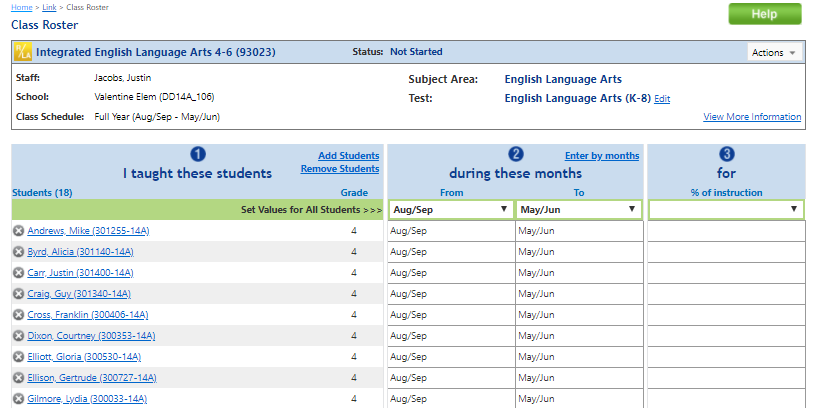 Home > Link > Class Roster
Class Roster
Help
R/LA Integrated English Language Arts 4-6 (93023) Status: Not Started Actions
Staff: Jacobs, Justin Subject Area: English Language Arts
School: Valentine Elem (DD14A_106) Test: English Language Arts (K-8) Edit
Class Schedule: Full Year (Aug/Sep - May/Jun) View More Information
1 2 3
Add Students Enter by months
I taught these students Remove Students during these months for
Students (18) Grade From To % of instruction
Set Values for All Students >>> Aug/Sep May/Jun
Andrews, Mike (301255-14A) 4 Aug/Sep May/Jun
Byrd, Alicia (301140-14A) 4 Aug/Sep May/Jun
Carr, Justin (301400-14A) 4 Aug/Sep May/Jun
Craig, Guy (301340-14A) 4 Aug/Sep May/Jun
Cross, Franklin (300406-14A) 4 Aug/Sep May/Jun
Dixon, Courtney (300353-14A) 4 Aug/Sep May/Jun
Elliott, Gloria (300530-14A) 4 Aug/Sep May/Jun
Ellison, Gertrude (300727-14A) 4 Aug/Sep May/Jun
Gilmore, Lydia (300033-14A) 4 Aug/Sep May/Jun